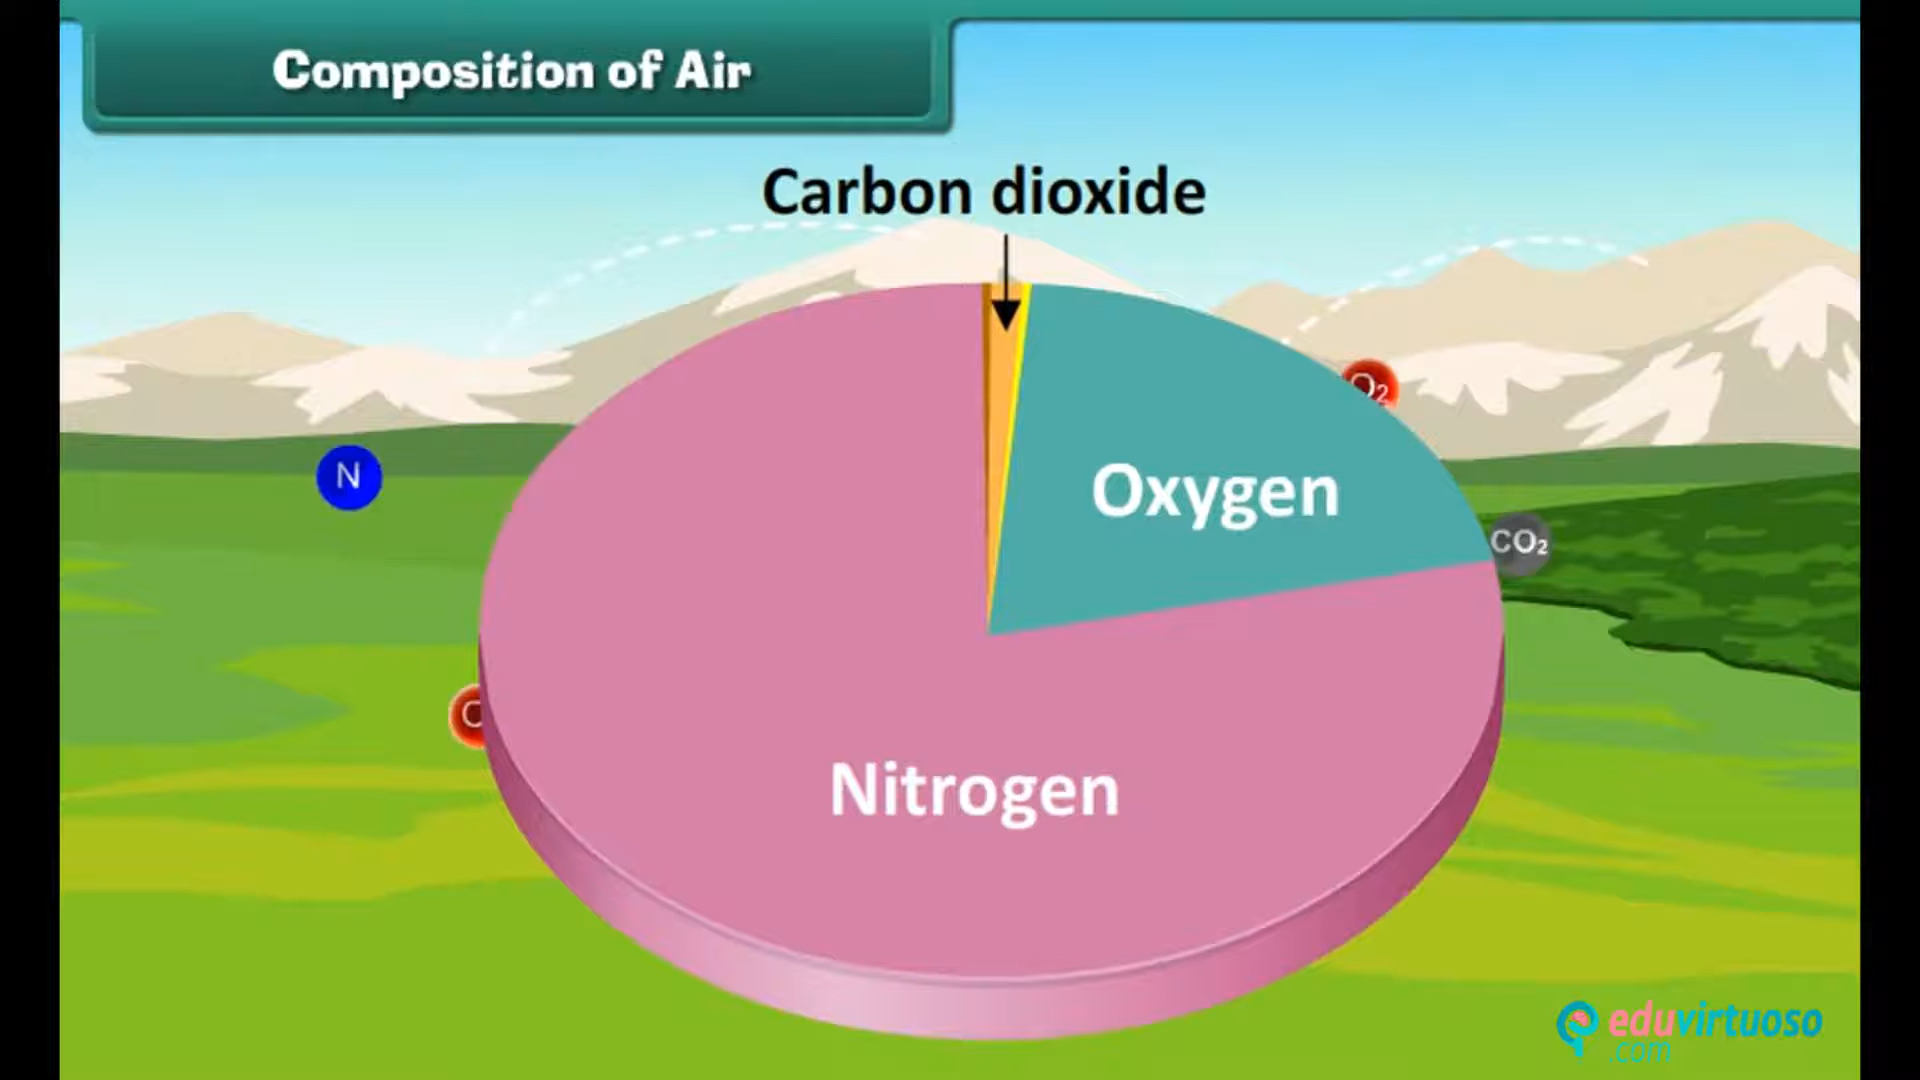 Composition of Air
Carbon dioxide
O₂
N
Oxygen
CO₂
Nitrogen
eduvirtuoso
.com